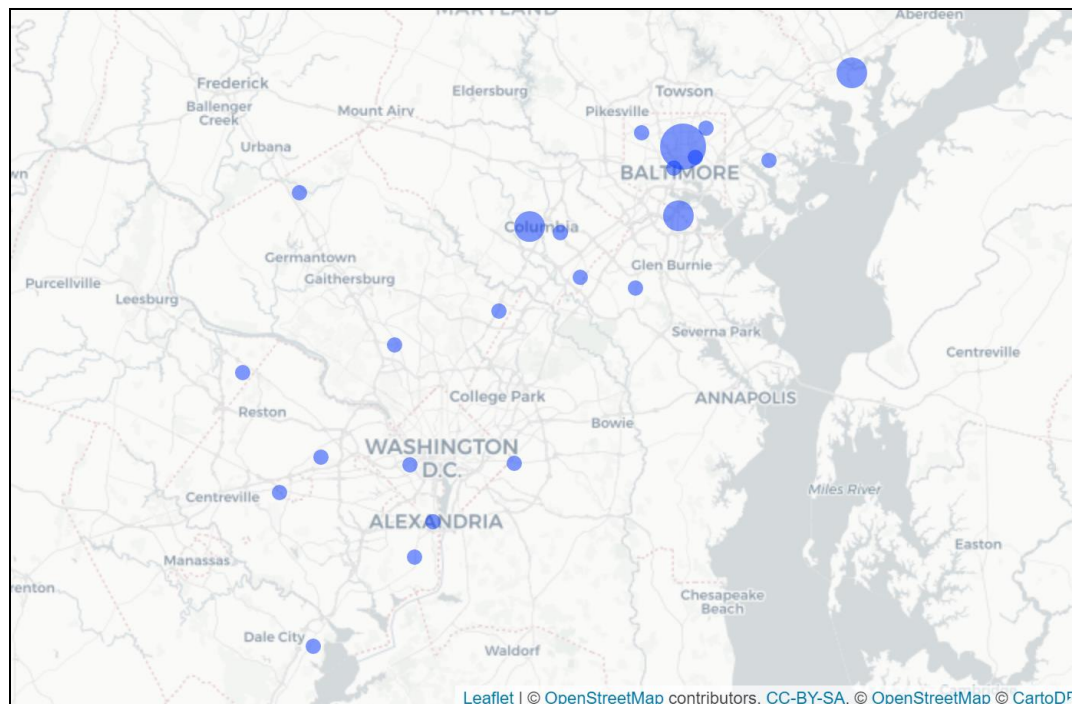 MARYLAND
Aberdeen
Frederick
Eldersburg
Towson
Ballenger
Creek
Mount Airy
Pikesville
Urbana
BALTIMORE
Columbia
Germantown
Glen Burnie
Gaithersburg
Purcellville
Leesburg
Severna Park
Centreville
College Park
ANNAPOLIS
Reston
Bowie
WASHINGTON
D.C.
Miles River
Centreville
ALEXANDRIA
Easton
Manassas
Chesapeake
Beach
Dale City
Waldorf
Leaflet | © OpenStreetMap contributors, CC-BY-SA, © OpenStreetMap © CartoDB